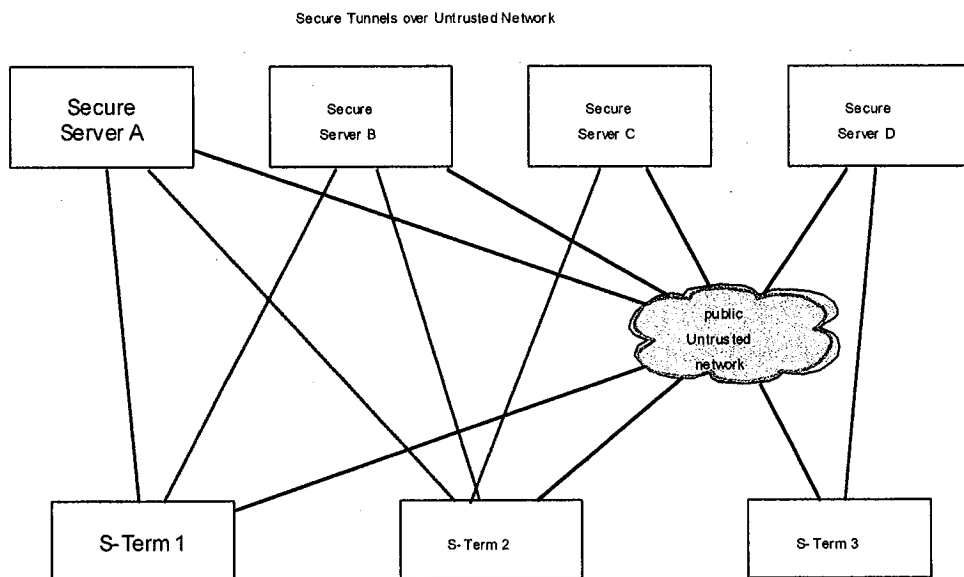 Secure Tunnels over Untrusted Network
Secure
Server A
Secure
Server B
Secure
Server C
Secure
Server D
public
Untrusted
network
S-Term 1
S-Term 2
S-Term 3